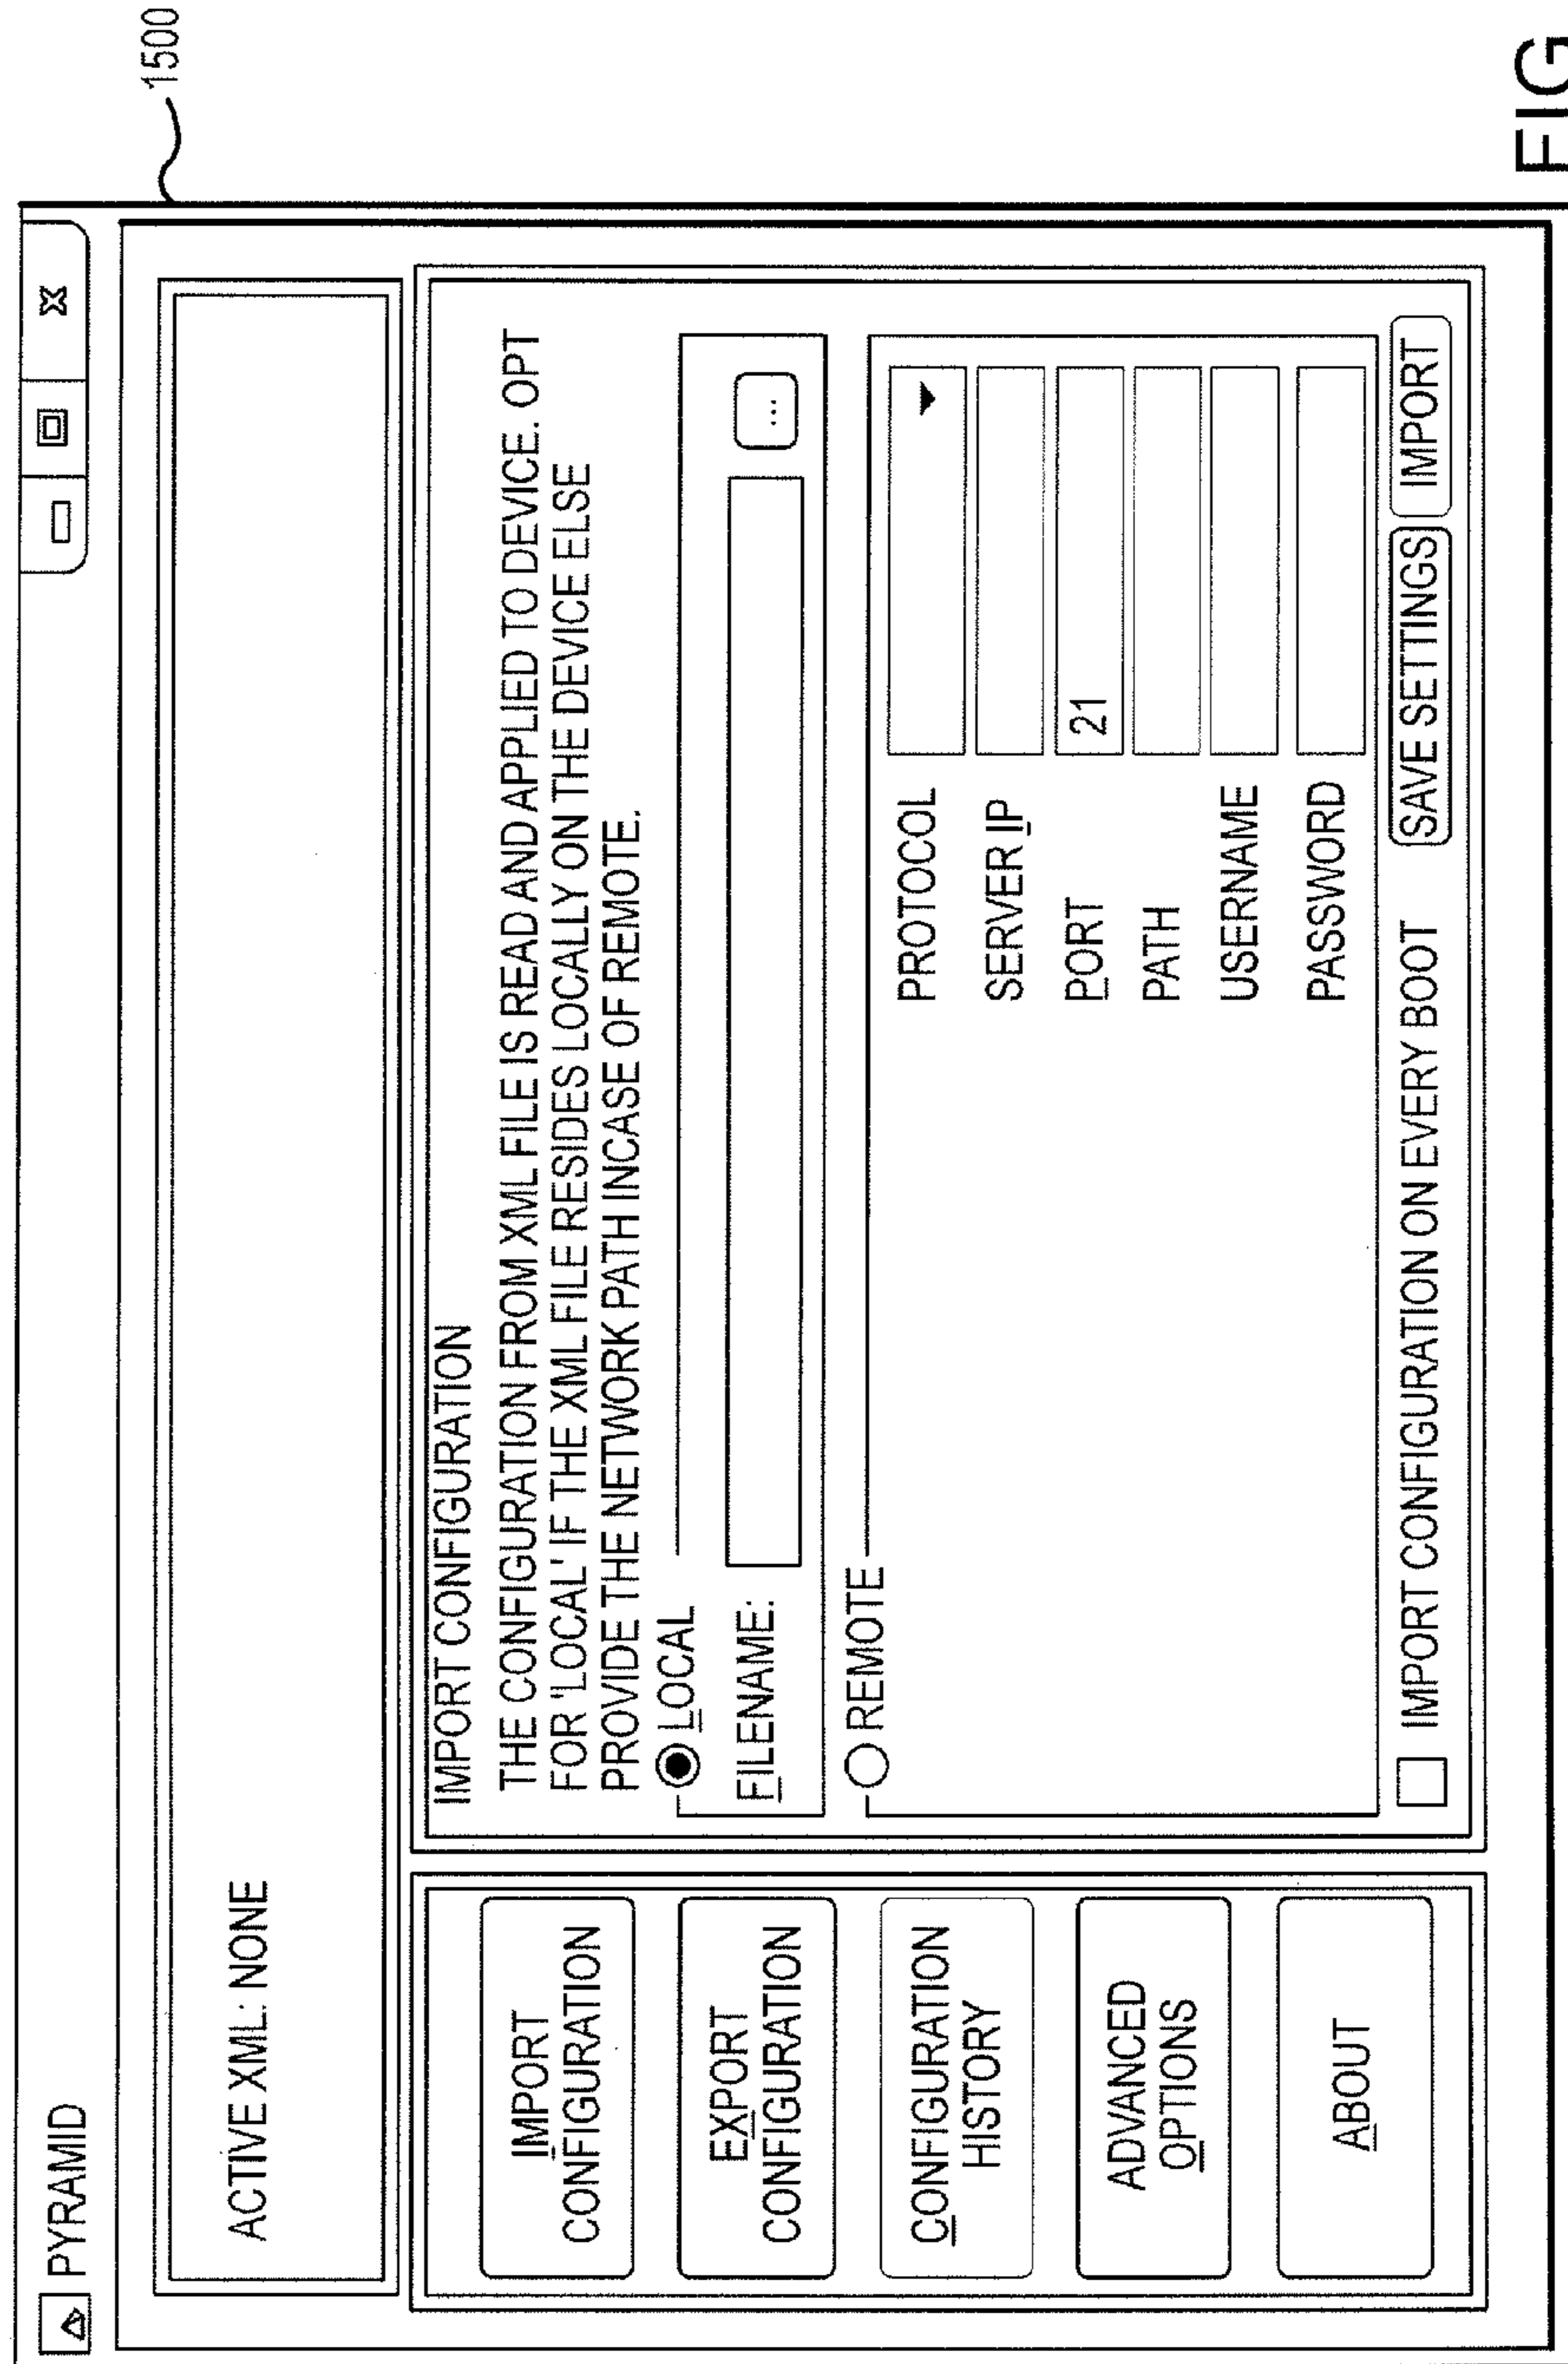 PYRAMID
1500
ACTIVE XML: NONE
IMPORT
CONFIGURATION
EXPORT
CONFIGURATION
CONFIGURATION
HISTORY
ADVANCED
OPTIONS
ABOUT
IMPORT CONFIGURATION
THE CONFIGURATION FROM XML FILE IS READ AND APPLIED TO DEVICE. OPT
FOR 'LOCAL' IF THE XML FILE RESIDES LOCALLY ON THE DEVICE ELSE
PROVIDE THE NETWORK PATH INCASE OF REMOTE.
LOCAL
FILENAME:
...
REMOTE
PROTOCOL
SERVER IP
PORT 21
PATH
USERNAME
PASSWORD
IMPORT CONFIGURATION ON EVERY BOOT SAVE SETTINGS IMPORT
FIG